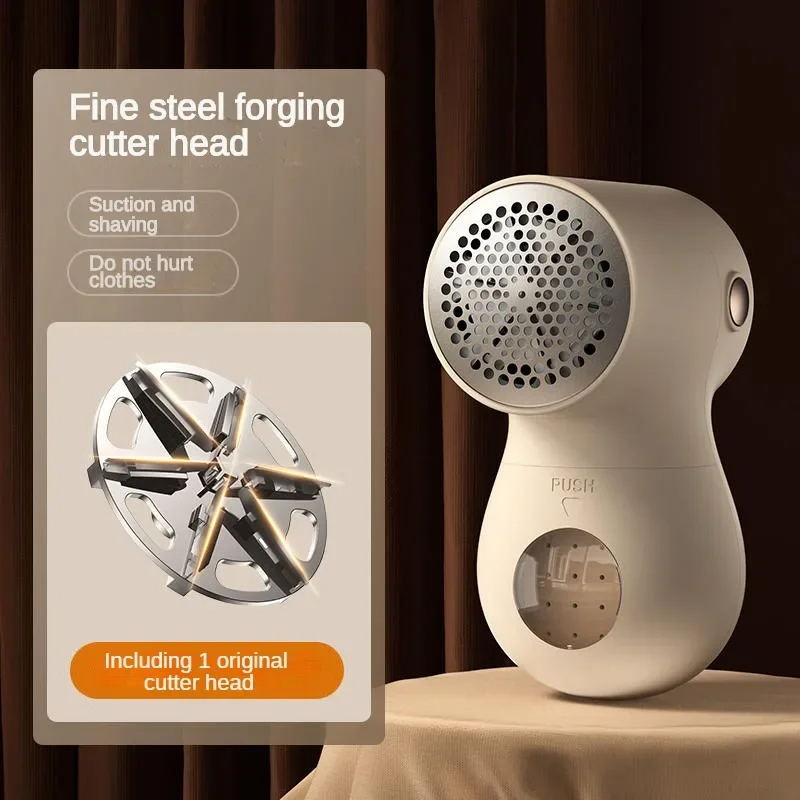 Fine steel forging
cutter head
Suction and
shaving
Do not hurt
clothes
Including 1 original
cutter head
PUSH